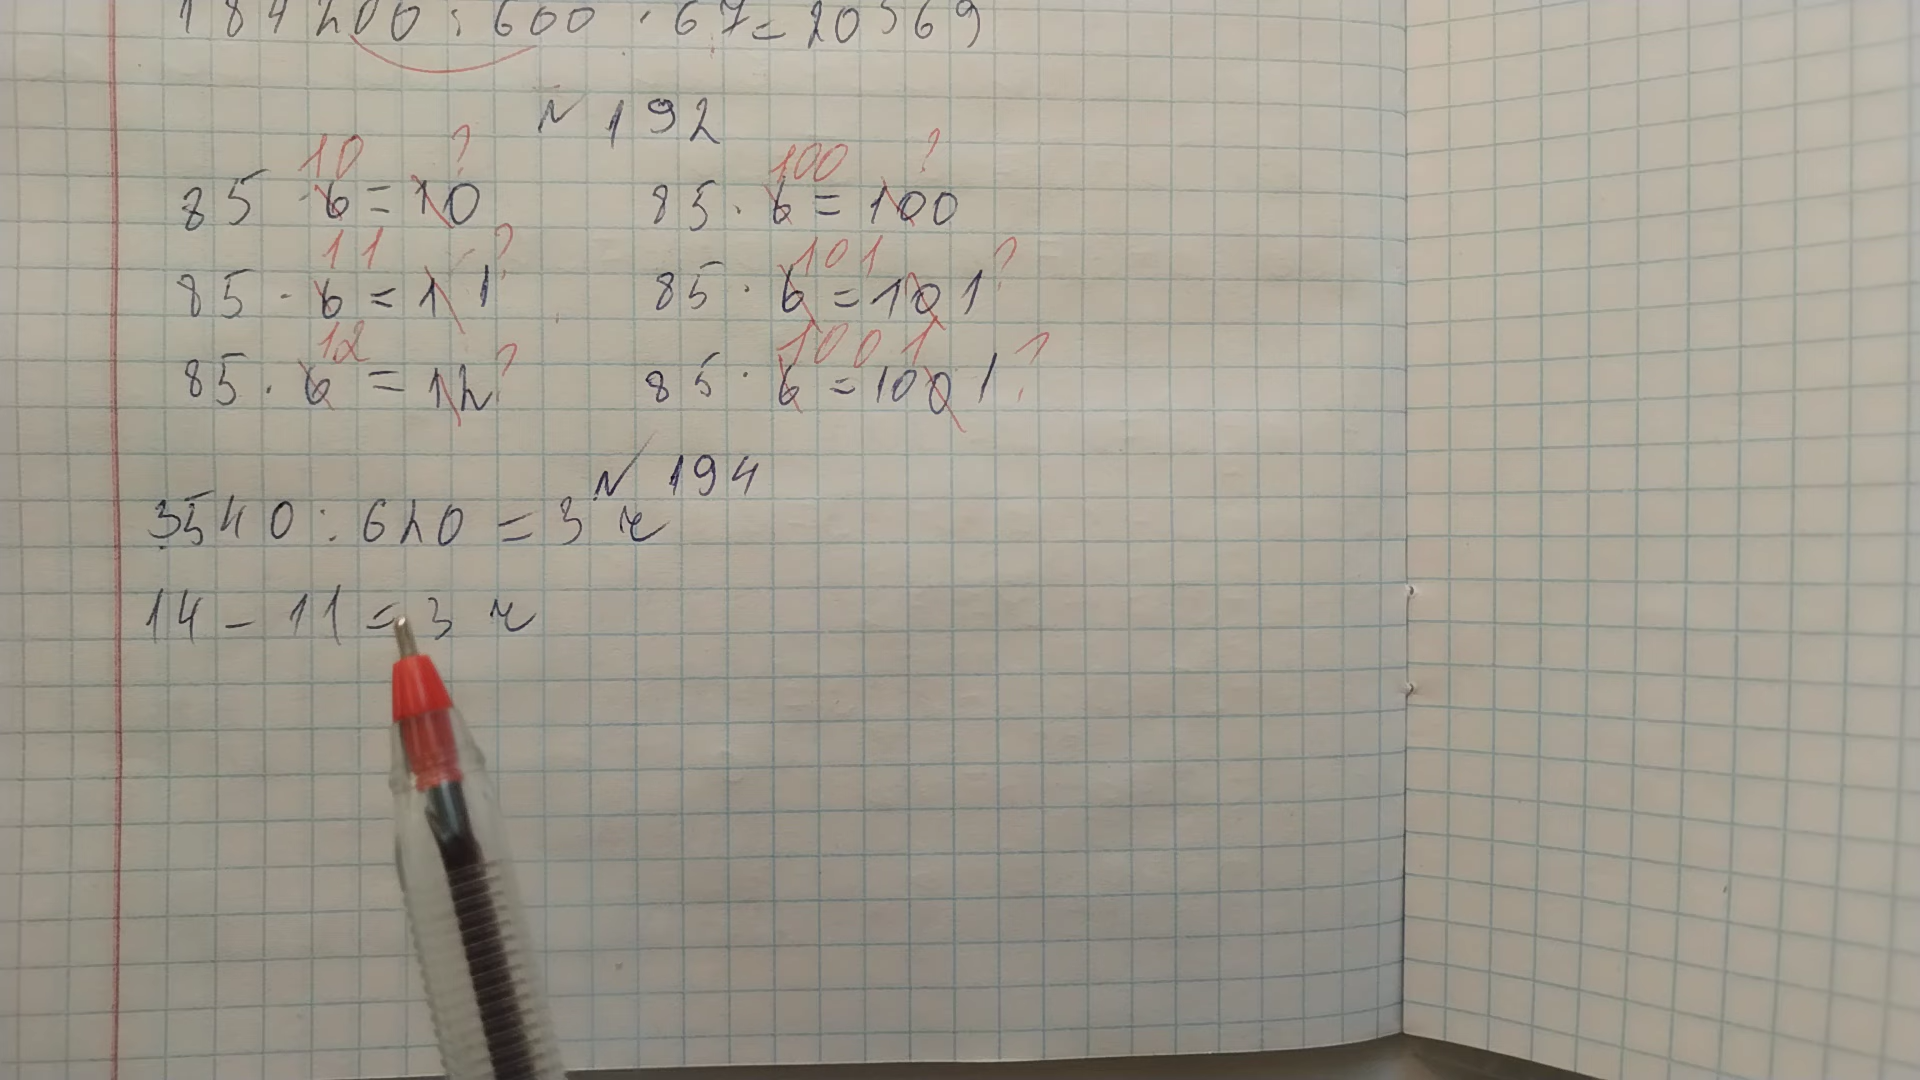 184200 : 600 · 67 = 20569
№ 192
10 ? 100 ?
85 · 6 = 10 85 · 6 = 100
11 ? 101 ?
85 · 6 = 11 85 · 6 = 101
12 ? 1001 ?
85 · 6 = 12 85 · 6 = 1001
№ 194
3540 : 620 = 3 ч
14 - 11 = 3 ч